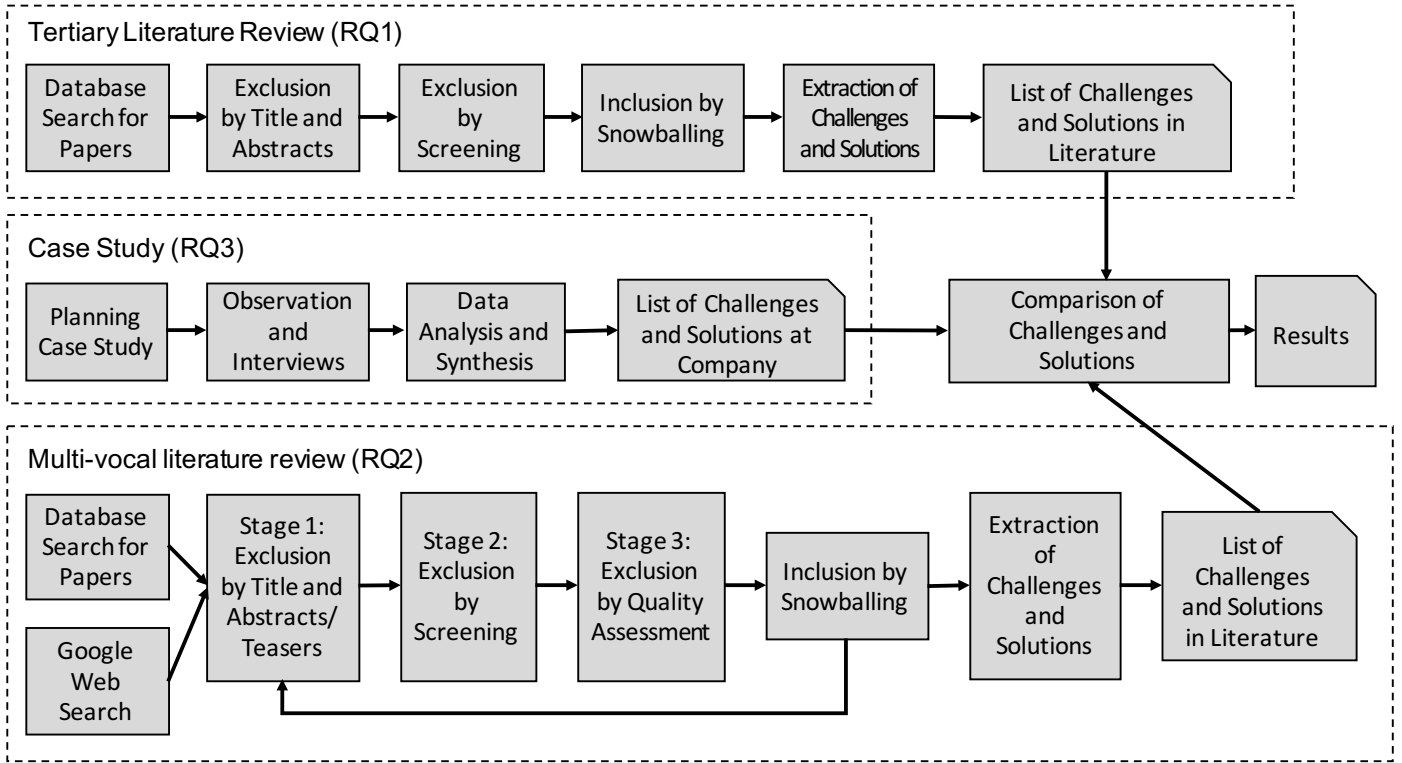 Tertiary Literature Review (RQ1)
Database
Search for
Papers
Exclusion
by Title and
Abstracts
Exclusion
by
Screening
Inclusion by
Snowballing
Extraction of
Challenges
and Solutions
List of Challenges
and Solutions in
Literature
Case Study (RQ3)
Planning
Case Study
Observation
and
Interviews
Data
Analysis and
Synthesis
List of Challenges
and Solutions at
Company
Comparison of
Challenges and
Solutions
Results
Multi-vocal literature review (RQ2)
Database
Search for
Papers
Google
Web
Search
Stage 1:
Exclusion
by Title and
Abstracts/
Teasers
Stage 2:
Exclusion
by
Screening
Stage 3:
Exclusion
by Quality
Assessment
Inclusion by
Snowballing
Extraction
of
Challenges
and
Solutions
List of
Challenges
and Solutions
in Literature